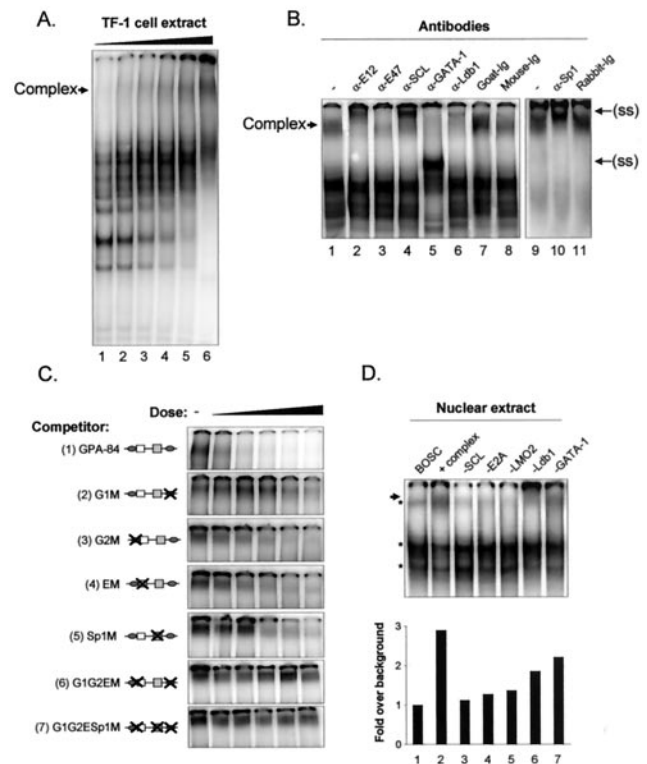 A.
TF-1 cell extract
Complex
1 2 3 4 5 6
B.
Antibodies
- α-E12 α-E47 α-SCL α-GATA-1 α-Ldb1 Goat-Ig Mouse-Ig - α-Sp1 Rabbit-Ig
(ss)
Complex
(ss)
1 2 3 4 5 6 7 8 9 10 11
C.
Dose: -
Competitor:
(1) GPA-84
(2) G1M
(3) G2M
(4) EM
(5) Sp1M
(6) G1G2EM
(7) G1G2ESp1M
D.
Nuclear extract
BOSC + complex -SCL -E2A -LMO2 -Ldb1 -GATA-1
*
*
*
Fold over background
3
2
1
0
1 2 3 4 5 6 7